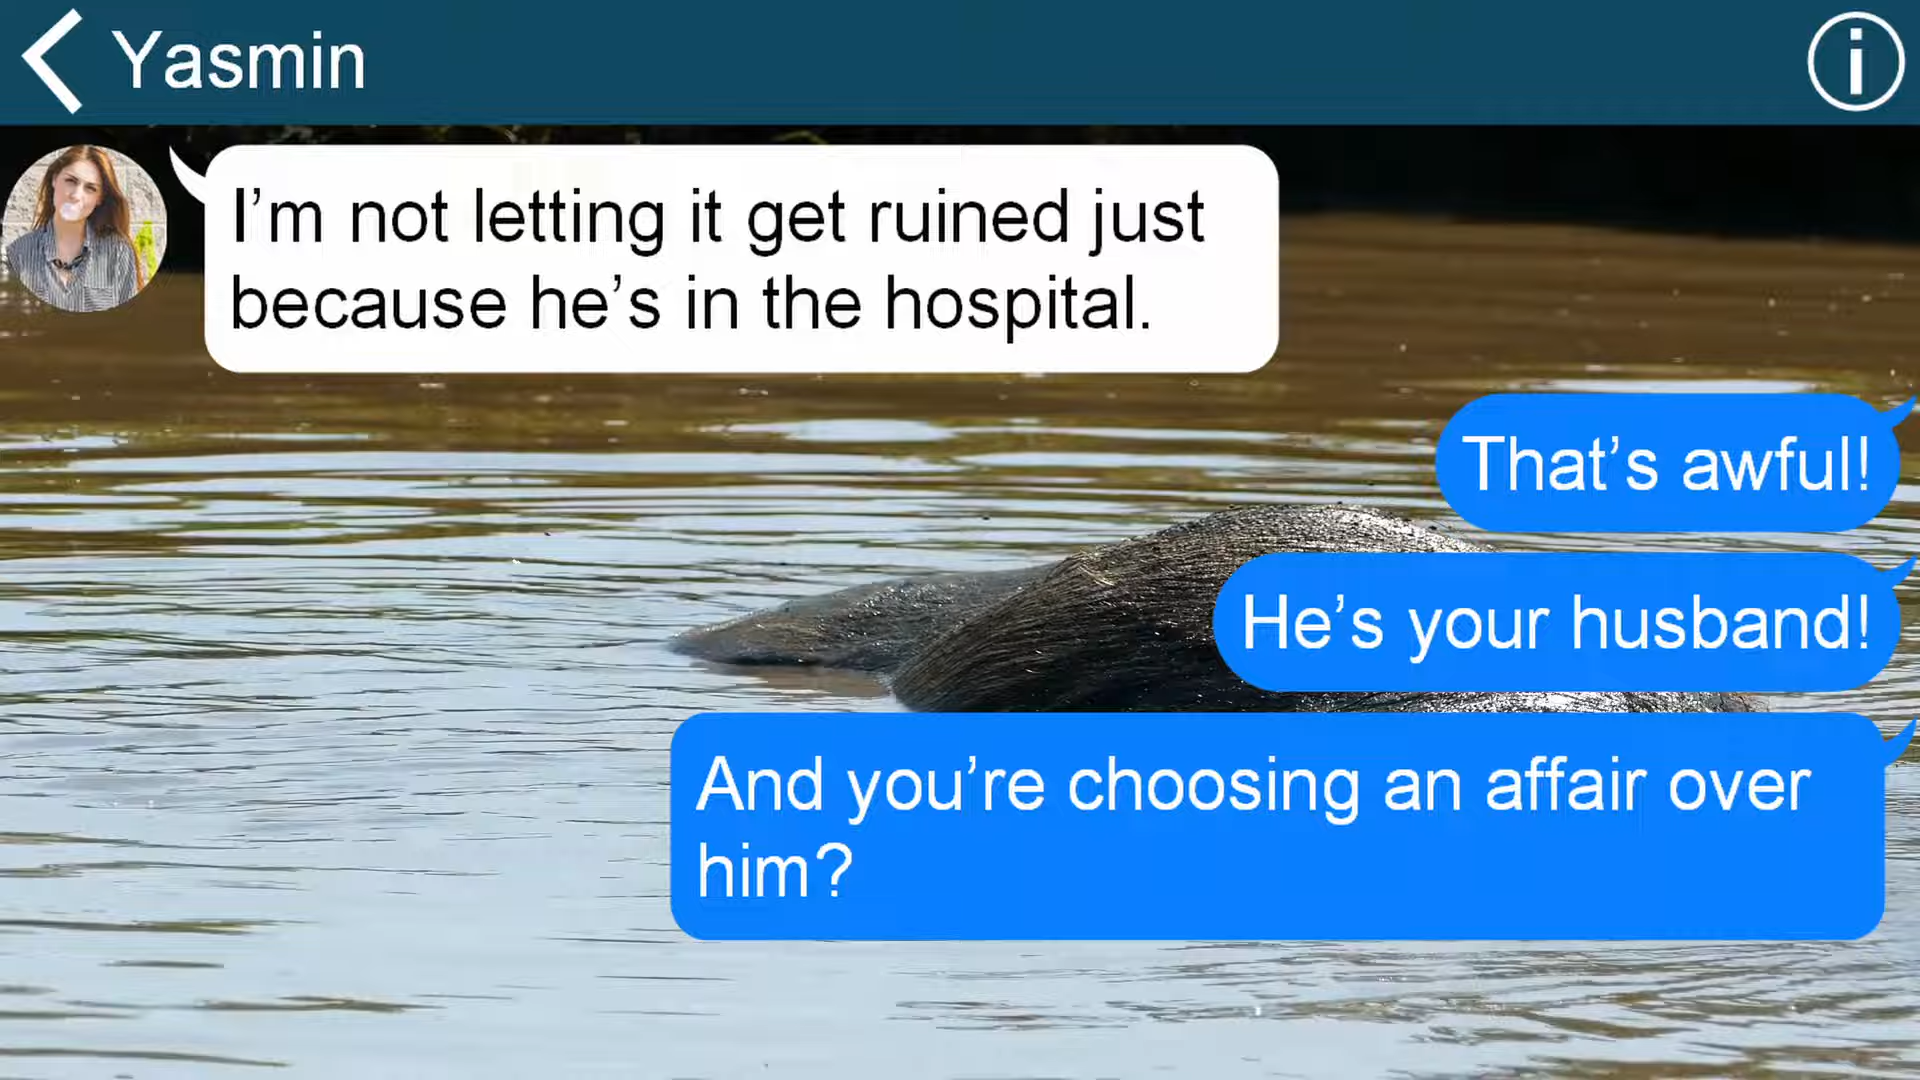 Yasmin
I'm not letting it get ruined just
because he's in the hospital.
That's awful!
He's your husband!
And you're choosing an affair over
him?